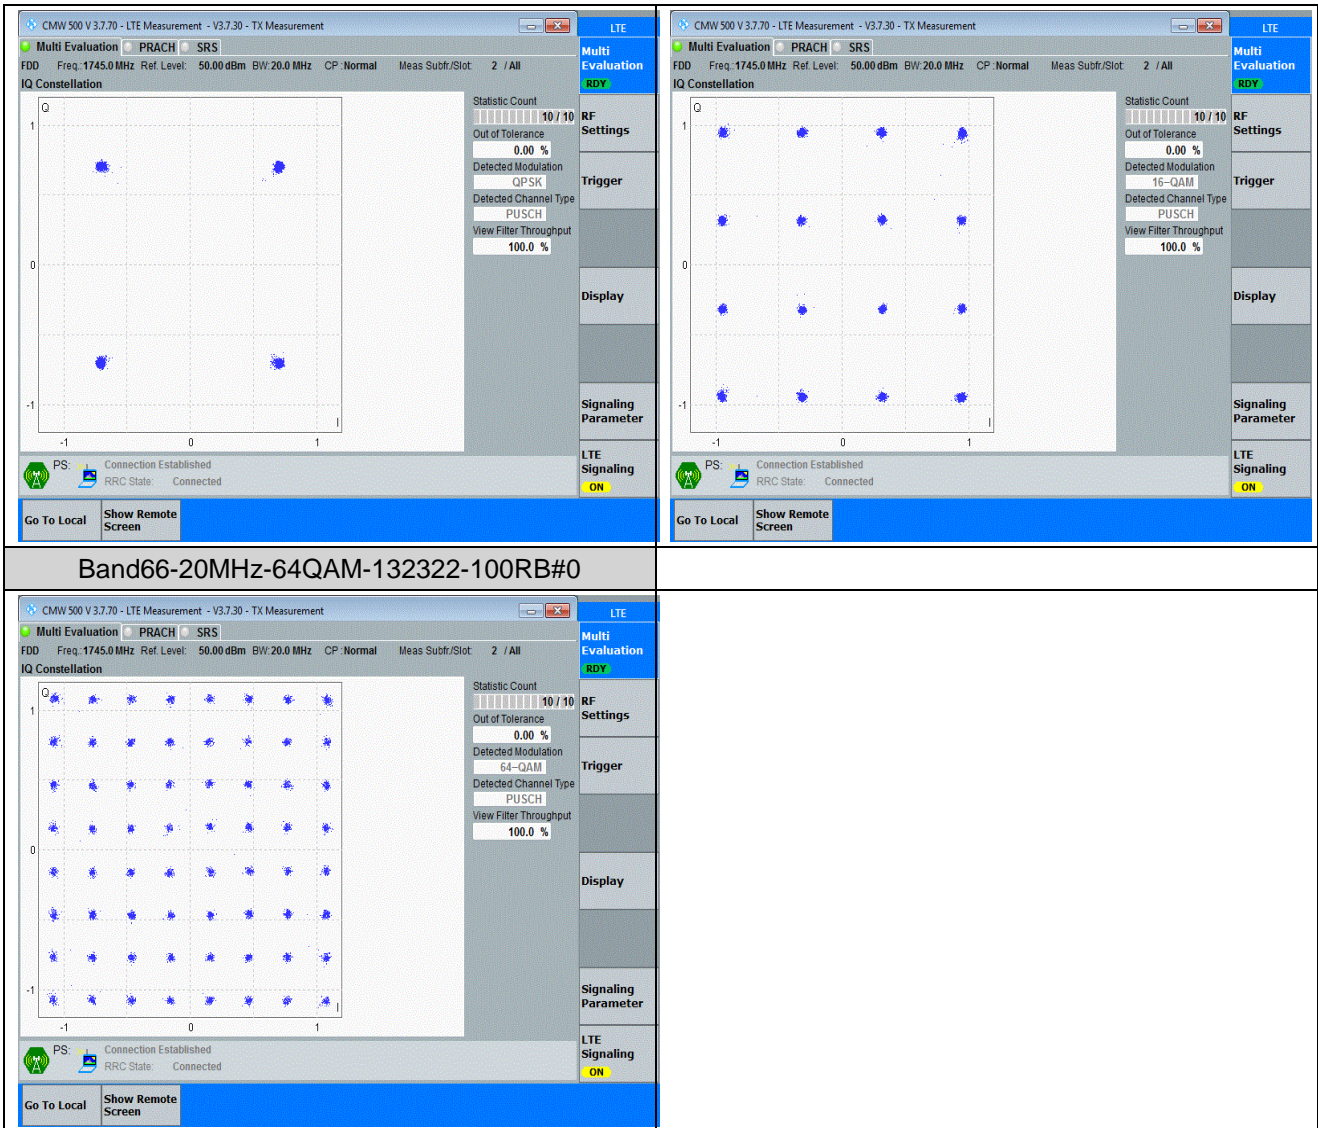 CMW 500 V 3.7.70 - LTE Measurement - V3.7.30 - TX Measurement
LTE
Multi Evaluation PRACH SRS
Multi
Evaluation
RDY
FDD Freq.:1745.0 MHz Ref. Level: 50.00 dBm BW:20.0 MHz CP :Normal Meas Subfr./Slot: 2 / All
IQ Constellation
Q
1
0
-1
-1
0
1
I
Statistic Count
10 / 10
Out of Tolerance
0.00 %
Detected Modulation
QPSK
Detected Channel Type
PUSCH
View Filter Throughput
100.0 %
RF
Settings
Trigger
Display
Signaling
Parameter
LTE
Signaling
ON
PS: Connection Established
RRC State: Connected
Go To Local
Show Remote
Screen
CMW 500 V 3.7.70 - LTE Measurement - V3.7.30 - TX Measurement
LTE
Multi Evaluation PRACH SRS
Multi
Evaluation
RDY
FDD Freq.:1745.0 MHz Ref. Level: 50.00 dBm BW:20.0 MHz CP :Normal Meas Subfr./Slot: 2 / All
IQ Constellation
Q
1
0
-1
-1
0
1
I
Statistic Count
10 / 10
Out of Tolerance
0.00 %
Detected Modulation
16-QAM
Detected Channel Type
PUSCH
View Filter Throughput
100.0 %
RF
Settings
Trigger
Display
Signaling
Parameter
LTE
Signaling
ON
PS: Connection Established
RRC State: Connected
Go To Local
Show Remote
Screen
Band66-20MHz-64QAM-132322-100RB#0
CMW 500 V 3.7.70 - LTE Measurement - V3.7.30 - TX Measurement
LTE
Multi Evaluation PRACH SRS
Multi
Evaluation
RDY
FDD Freq.:1745.0 MHz Ref. Level: 50.00 dBm BW:20.0 MHz CP :Normal Meas Subfr./Slot: 2 / All
IQ Constellation
Q
1
0
-1
-1
0
1
I
Statistic Count
10 / 10
Out of Tolerance
0.00 %
Detected Modulation
64-QAM
Detected Channel Type
PUSCH
View Filter Throughput
100.0 %
RF
Settings
Trigger
Display
Signaling
Parameter
LTE
Signaling
ON
PS: Connection Established
RRC State: Connected
Go To Local
Show Remote
Screen